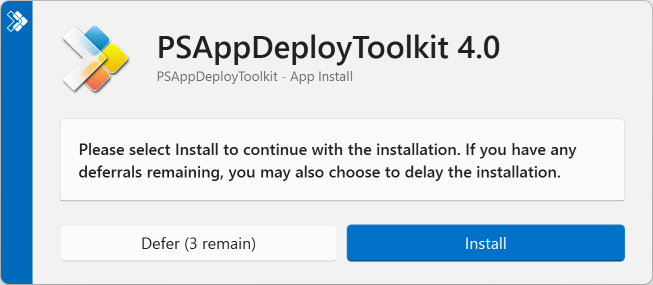 PSAppDeployToolkit 4.0
PSAppDeployToolkit - App Install
Please select Install to continue with the installation. If you have any
deferrals remaining, you may also choose to delay the installation.
Defer (3 remain)
Install